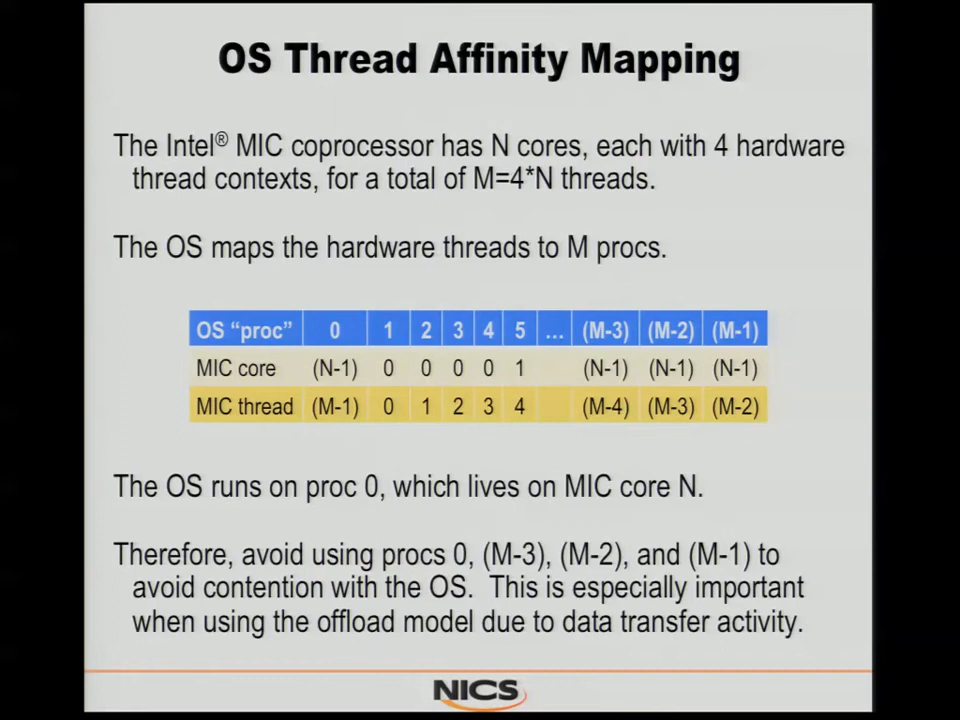 OS Thread Affinity Mapping
The Intel® MIC coprocessor has N cores, each with 4 hardware
thread contexts, for a total of M=4*N threads.
The OS maps the hardware threads to M procs.
OS “proc” 0 1 2 3 4 5 … (M-3) (M-2) (M-1)
MIC core (N-1) 0 0 0 0 1 (N-1) (N-1) (N-1)
MIC thread (M-1) 0 1 2 3 4 (M-4) (M-3) (M-2)
The OS runs on proc 0, which lives on MIC core N.
Therefore, avoid using procs 0, (M-3), (M-2), and (M-1) to
avoid contention with the OS. This is especially important
when using the offload model due to data transfer activity.
NICS